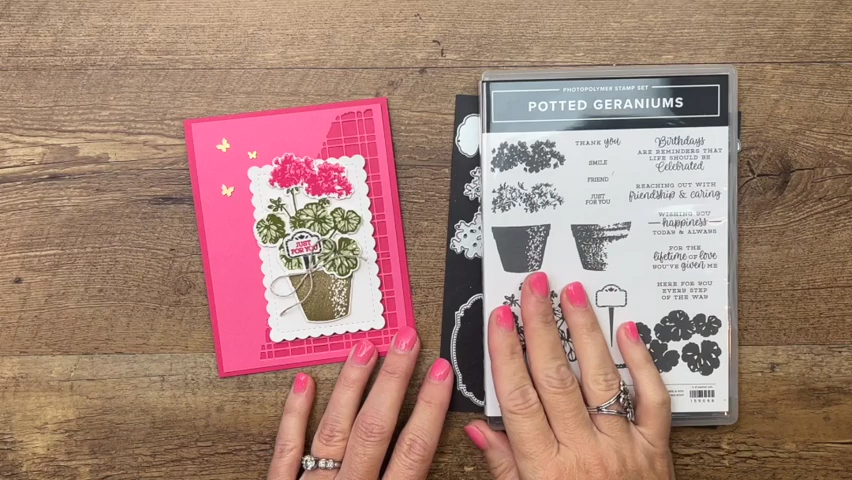 JUST
FOR YOU
PHOTOPOLYMER STAMP SET
POTTED GERANIUMS
THANK you
SMILE
FRIEND
JUST
FOR YOU
Birthdays
ARE REMINDERS THAT
LIFE SHOULD BE
Celebrated
REACHING OUT WITH
friendship & caring
WISHING YOU
happiness
TODAY & ALWAYS
FOR THE
lifetime of love
YOU'VE given ME
HERE FOR YOU
EVERY STEP
OF THE WAY